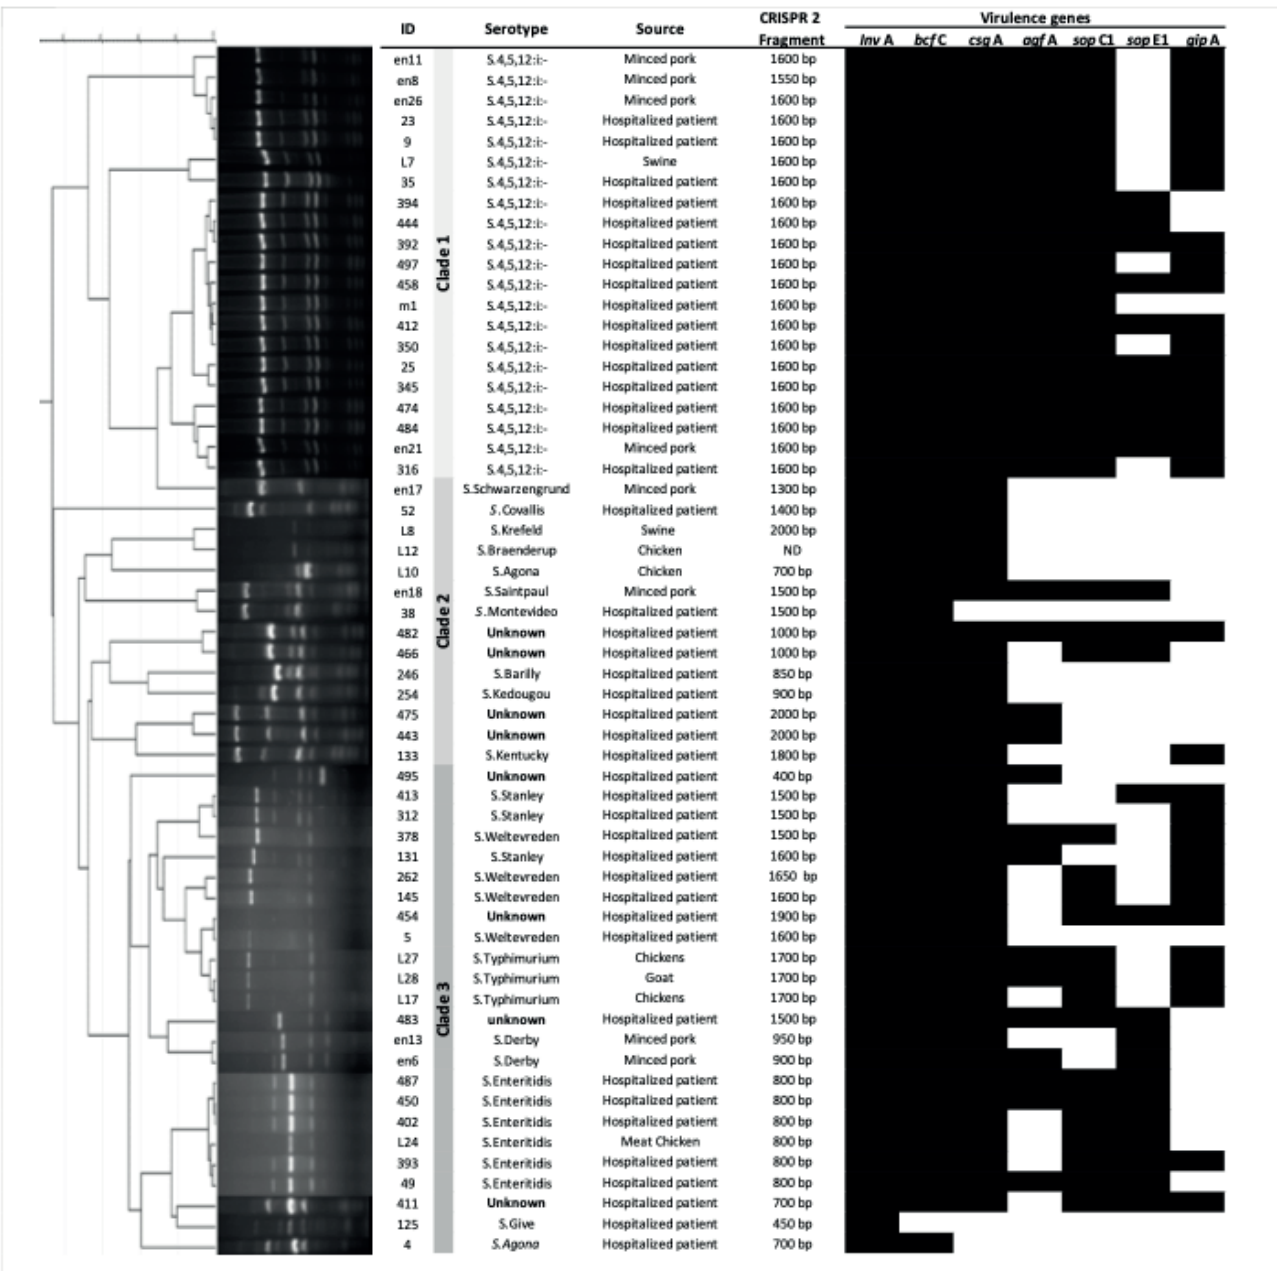 CRISPR 2 Virulence genes
ID Serotype Source Fragment Inv A bcf C csg A agf A sop C1 sop E1 gip A
en11 S.4,5,12:i:- Minced pork 1600 bp
en8 S.4,5,12:i:- Minced pork 1550 bp
en26 S.4,5,12:i:- Minced pork 1600 bp
23 S.4,5,12:i:- Hospitalized patient 1600 bp
9 S.4,5,12:i:- Hospitalized patient 1600 bp
L7 S.4,5,12:i:- Swine 1600 bp
35 S.4,5,12:i:- Hospitalized patient 1600 bp
394 S.4,5,12:i:- Hospitalized patient 1600 bp
444 S.4,5,12:i:- Hospitalized patient 1600 bp
392 S.4,5,12:i:- Hospitalized patient 1600 bp
497 S.4,5,12:i:- Hospitalized patient 1600 bp
458 S.4,5,12:i:- Hospitalized patient 1600 bp
m1 S.4,5,12:i:- Hospitalized patient 1600 bp
412 S.4,5,12:i:- Hospitalized patient 1600 bp
350 S.4,5,12:i:- Hospitalized patient 1600 bp
25 S.4,5,12:i:- Hospitalized patient 1600 bp
345 S.4,5,12:i:- Hospitalized patient 1600 bp
474 S.4,5,12:i:- Hospitalized patient 1600 bp
484 S.4,5,12:i:- Hospitalized patient 1600 bp
en21 S.4,5,12:i:- Minced pork 1600 bp
316 S.4,5,12:i:- Hospitalized patient 1600 bp
Clade 1
en17 S.Schwarzengrund Minced pork 1300 bp
52 S.Covallis Hospitalized patient 1400 bp
L8 S.Krefeld Swine 2000 bp
L12 S.Braenderup Chicken ND
L10 S.Agona Chicken 700 bp
en18 S.Saintpaul Minced pork 1500 bp
38 S.Montevideo Hospitalized patient 1500 bp
482 Unknown Hospitalized patient 1000 bp
466 Unknown Hospitalized patient 1000 bp
246 S.Barilly Hospitalized patient 850 bp
254 S.Kedougou Hospitalized patient 900 bp
475 Unknown Hospitalized patient 2000 bp
443 Unknown Hospitalized patient 2000 bp
133 S.Kentucky Hospitalized patient 1800 bp
Clade 2
495 Unknown Hospitalized patient 400 bp
413 S.Stanley Hospitalized patient 1500 bp
312 S.Stanley Hospitalized patient 1500 bp
378 S.Weltevreden Hospitalized patient 1500 bp
131 S.Stanley Hospitalized patient 1600 bp
262 S.Weltevreden Hospitalized patient 1650 bp
145 S.Weltevreden Hospitalized patient 1600 bp
454 Unknown Hospitalized patient 1900 bp
5 S.Weltevreden Hospitalized patient 1600 bp
L27 S.Typhimurium Chickens 1700 bp
L28 S.Typhimurium Goat 1700 bp
L17 S.Typhimurium Chickens 1700 bp
483 unknown Hospitalized patient 1500 bp
en13 S.Derby Minced pork 950 bp
en6 S.Derby Minced pork 900 bp
487 S.Enteritidis Hospitalized patient 800 bp
450 S.Enteritidis Hospitalized patient 800 bp
402 S.Enteritidis Hospitalized patient 800 bp
L24 S.Enteritidis Meat Chicken 800 bp
393 S.Enteritidis Hospitalized patient 800 bp
49 S.Enteritidis Hospitalized patient 800 bp
411 Unknown Hospitalized patient 700 bp
125 S.Give Hospitalized patient 450 bp
4 S.Agona Hospitalized patient 700 bp
Clade 3